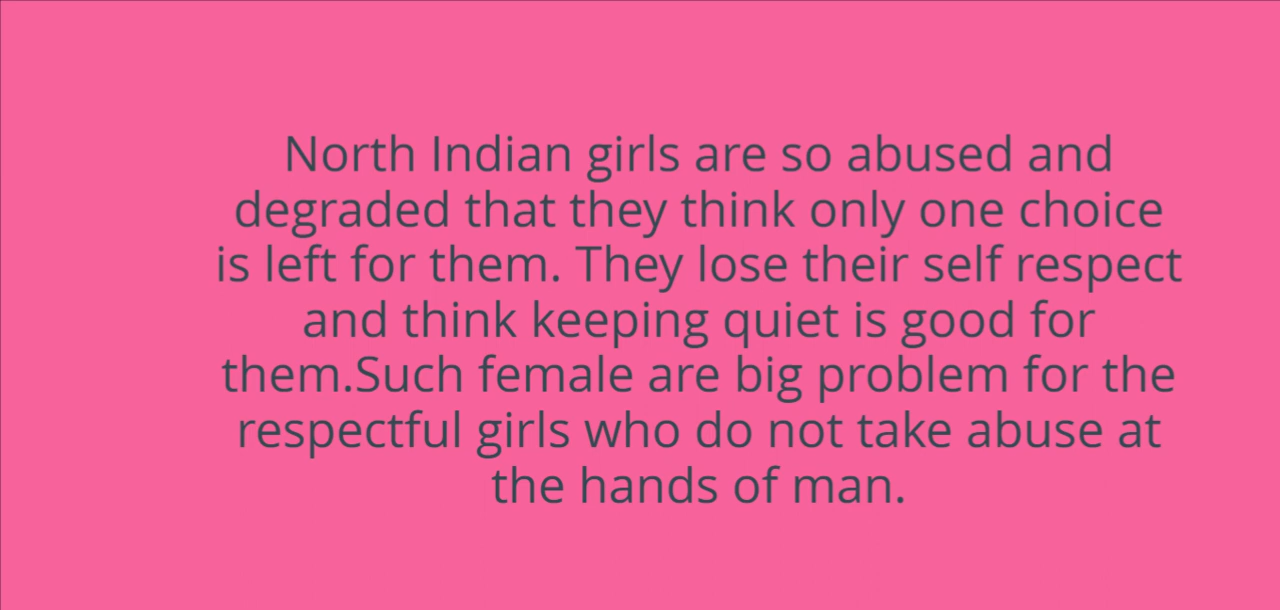 North Indian girls are so abused and
degraded that they think only one choice
is left for them. They lose their self respect
and think keeping quiet is good for
them.Such female are big problem for the
respectful girls who do not take abuse at
the hands of man.